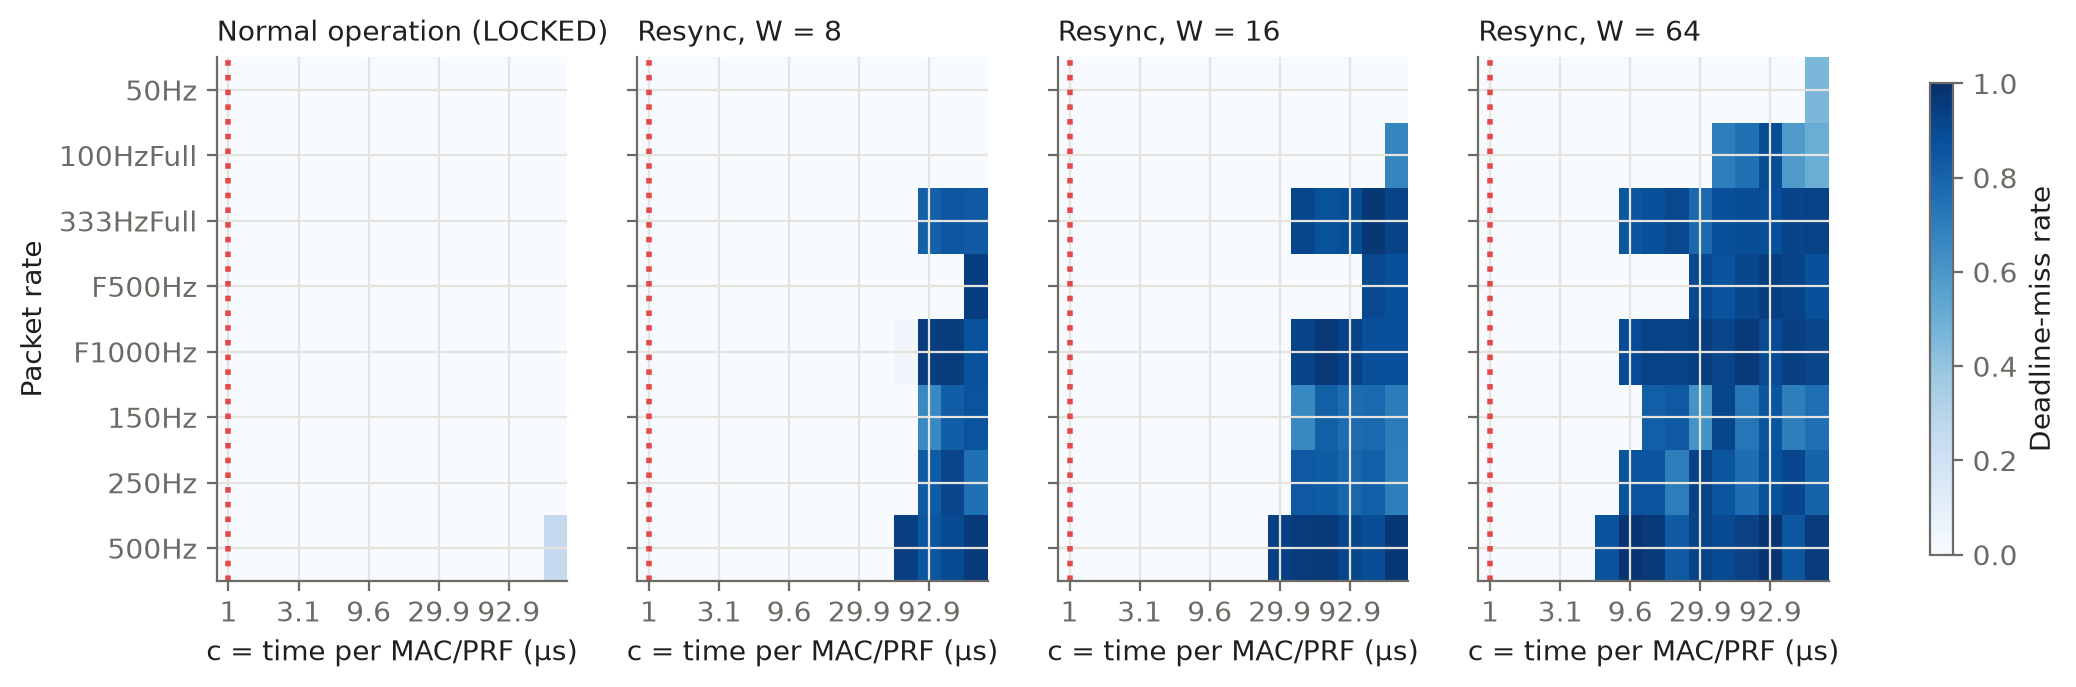 Normal operation (LOCKED)
Resync, W = 8
Resync, W = 16
Resync, W = 64
Packet rate
50Hz
100HzFull
333HzFull
F500Hz
F1000Hz
150Hz
250Hz
500Hz
1 3.1 9.6 29.9 92.9
1 3.1 9.6 29.9 92.9
1 3.1 9.6 29.9 92.9
1 3.1 9.6 29.9 92.9
c = time per MAC/PRF (µs)
c = time per MAC/PRF (µs)
c = time per MAC/PRF (µs)
c = time per MAC/PRF (µs)
1.0
0.8
0.6
0.4
0.2
0.0
Deadline-miss rate